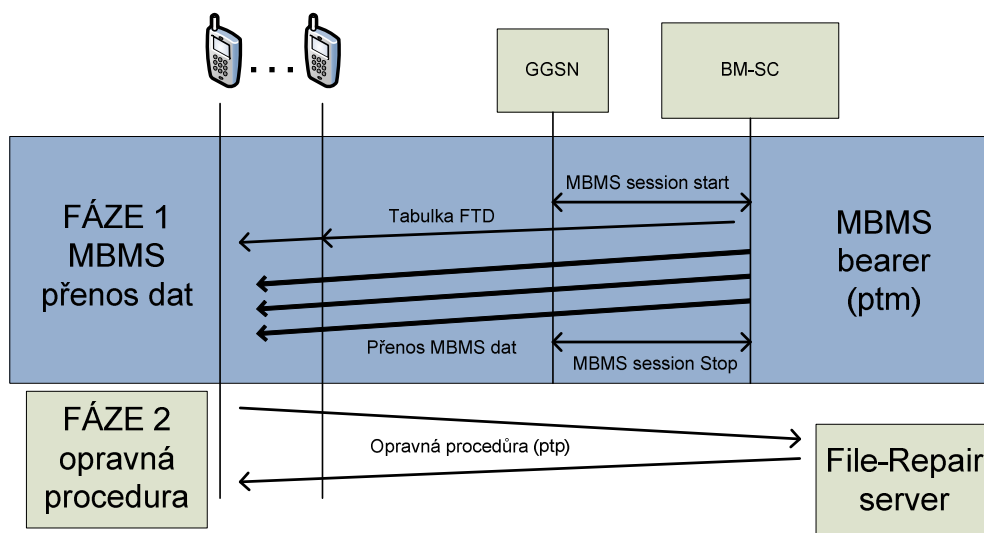 GGSN
BM-SC
FÁZE 1
MBMS
přenos dat
MBMS session start
Tabulka FTD
Přenos MBMS dat
MBMS session Stop
MBMS
bearer
(ptm)
FÁZE 2
opravná
procedura
Opravná procedůra (ptp)
File-Repair
server